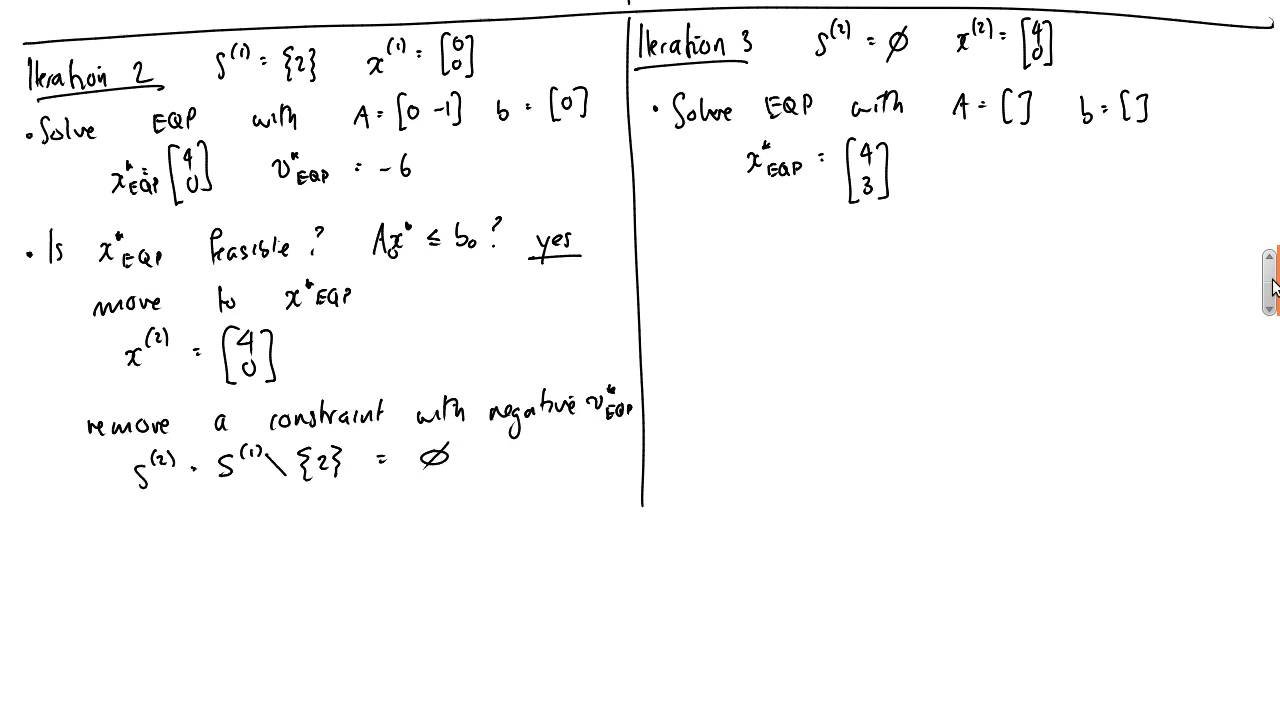 Iteration 2 S^(1) = {2} x^(1) = [0 0]
• Solve EQP with A = [0 -1] b = [0]
x*_EQP = [4 0] v*_EQP = -6
• Is x*_EQP feasible? A_0x* ≤ b_0? yes
move to x*EQP
x^(2) = [4 0]
remove a constraint with negative v*_EQP
S^(2) = S^(1) \ {2} = ∅
Iteration 3 S^(2) = ∅ x^(2) = [4 0]
• Solve EQP with A = [] b = []
x*_EQP = [4 3]